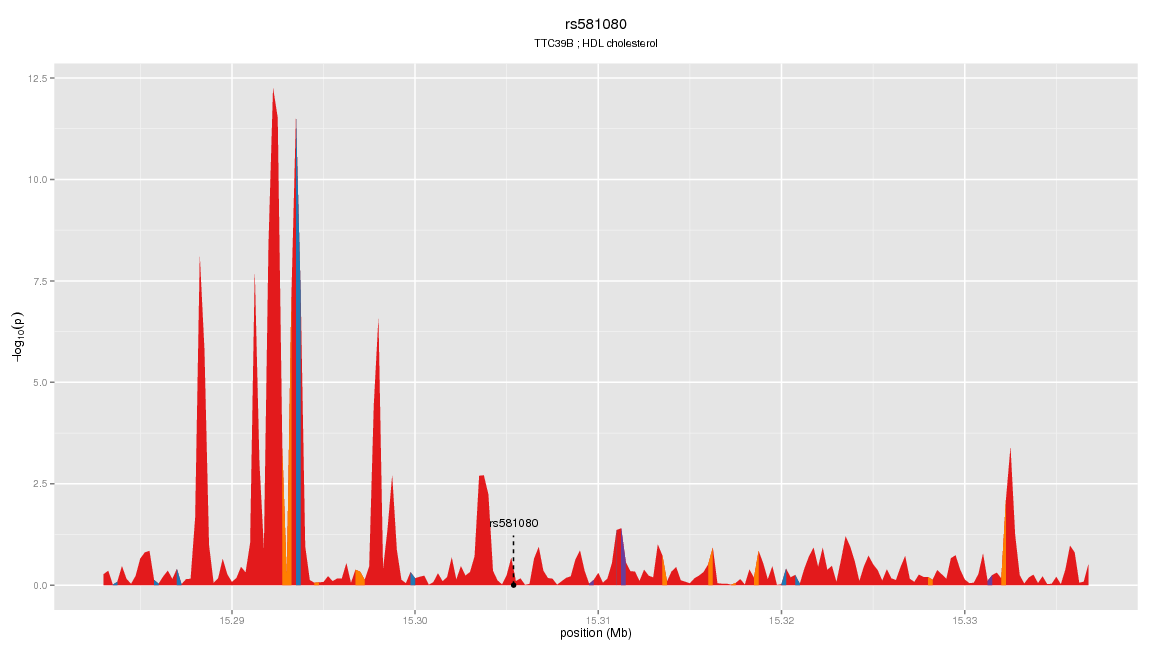 rs581080
TTC39B ; HDL cholesterol
12.5
10.0
7.5
5.0
2.5
0.0
−log10(p)
rs581080
15.29
15.30
15.31
15.32
15.33
position (Mb)